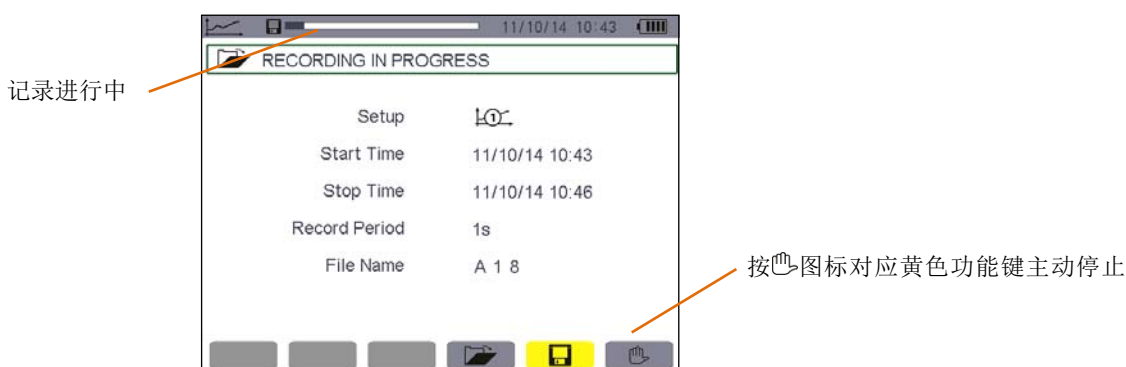 11/10/14 10:43
RECORDING IN PROGRESS
记录进行中
Setup 1
Start Time 11/10/14 10:43
Stop Time 11/10/14 10:46
Record Period 1s
File Name A 1 8
按图标对应黄色功能键主动停止